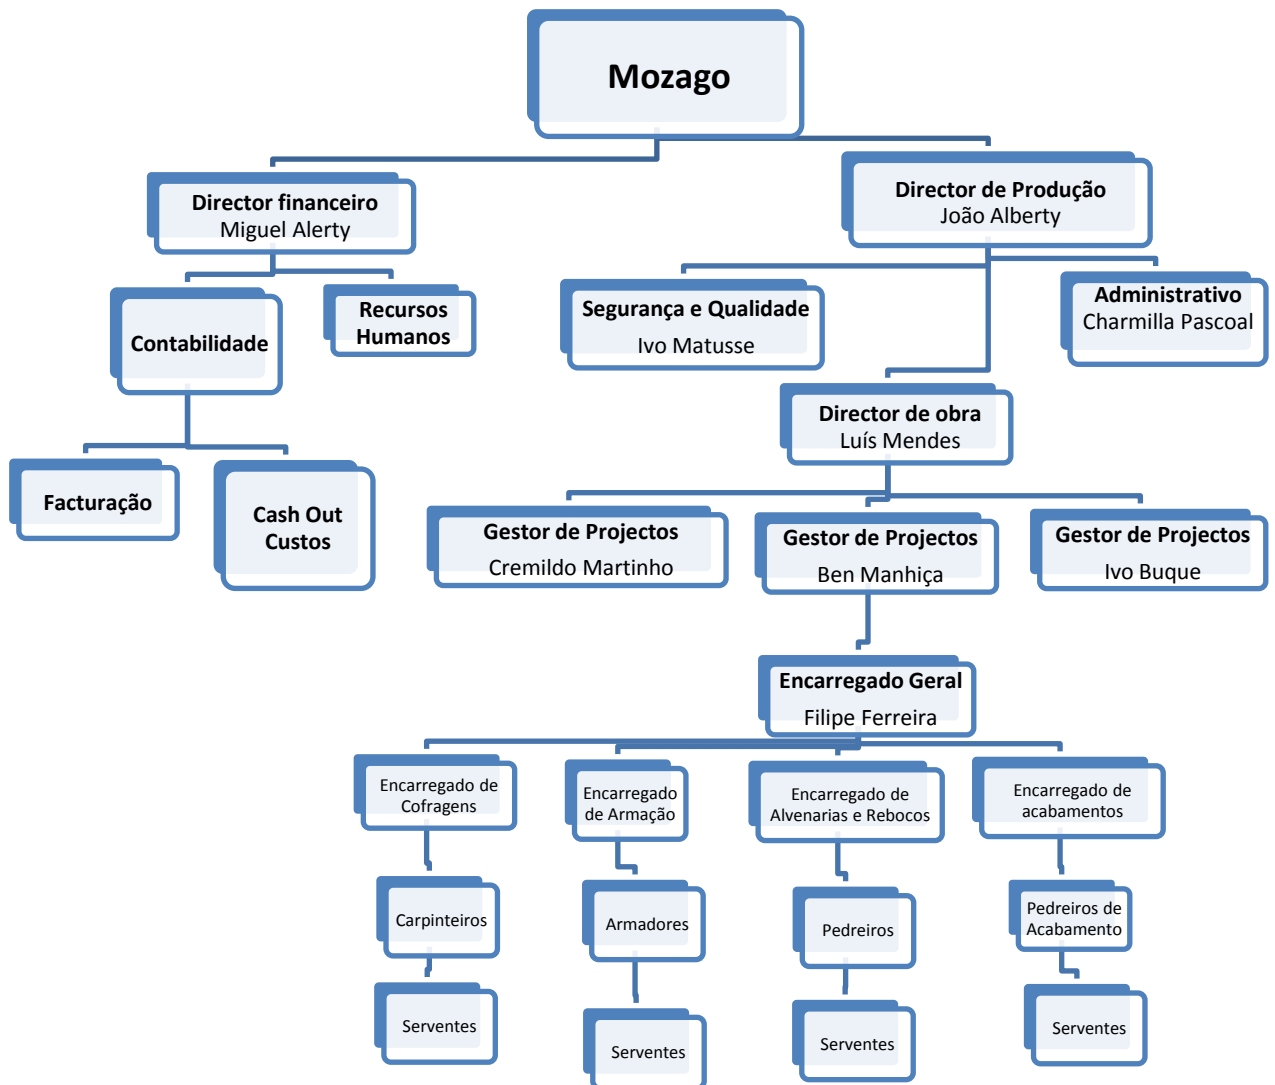 Mozago
Director financeiro
Miguel Alerty
Director de Produção
João Alberty
Contabilidade
Recursos
Humanos
Segurança e Qualidade
Ivo Matusse
Administrativo
Charmilla Pascoal
Director de obra
Luís Mendes
Facturação
Cash Out
Custos
Gestor de Projectos
Cremildo Martinho
Gestor de Projectos
Ben Manhiça
Gestor de Projectos
Ivo Buque
Encarregado Geral
Filipe Ferreira
Encarregado de
Cofragens
Encarregado
de Armação
Encarregado de
Alvenarias e Rebocos
Encarregado de
acabamentos
Carpinteiros
Armadores
Pedreiros
Pedreiros de
Acabamento
Serventes
Serventes
Serventes
Serventes